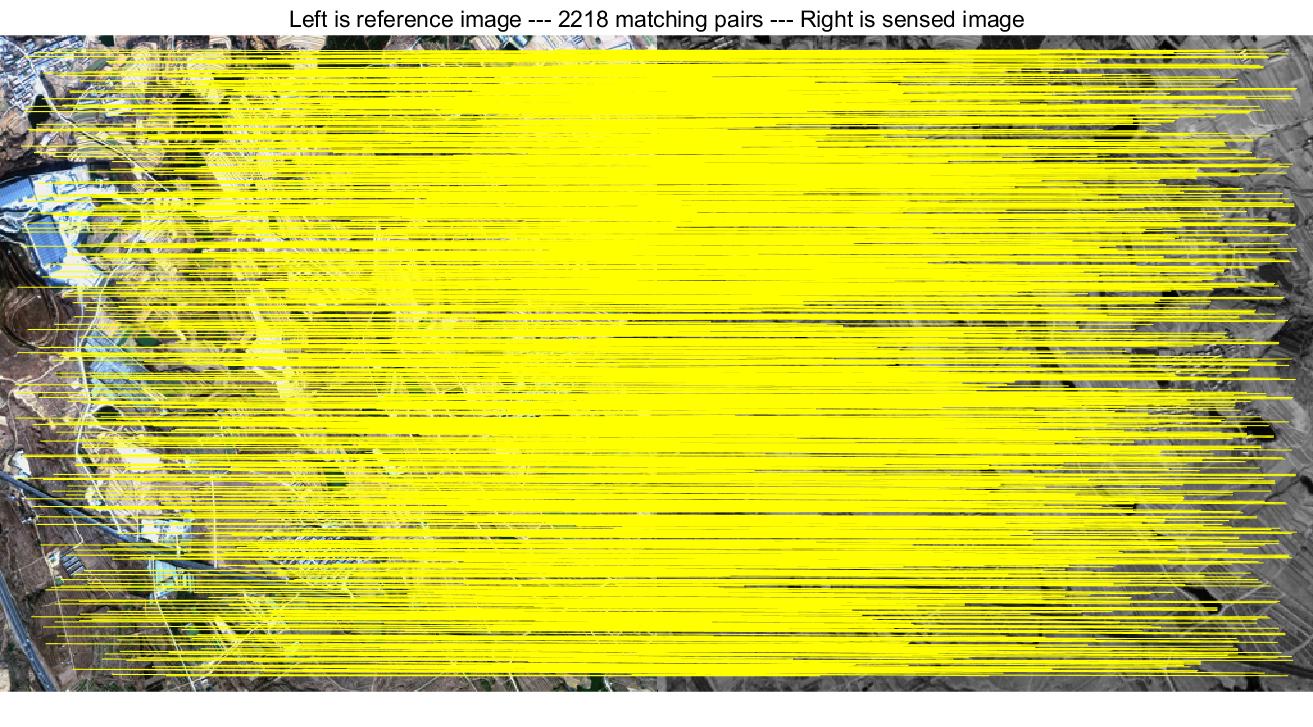 Left is reference image --- 2218 matching pairs --- Right is sensed image